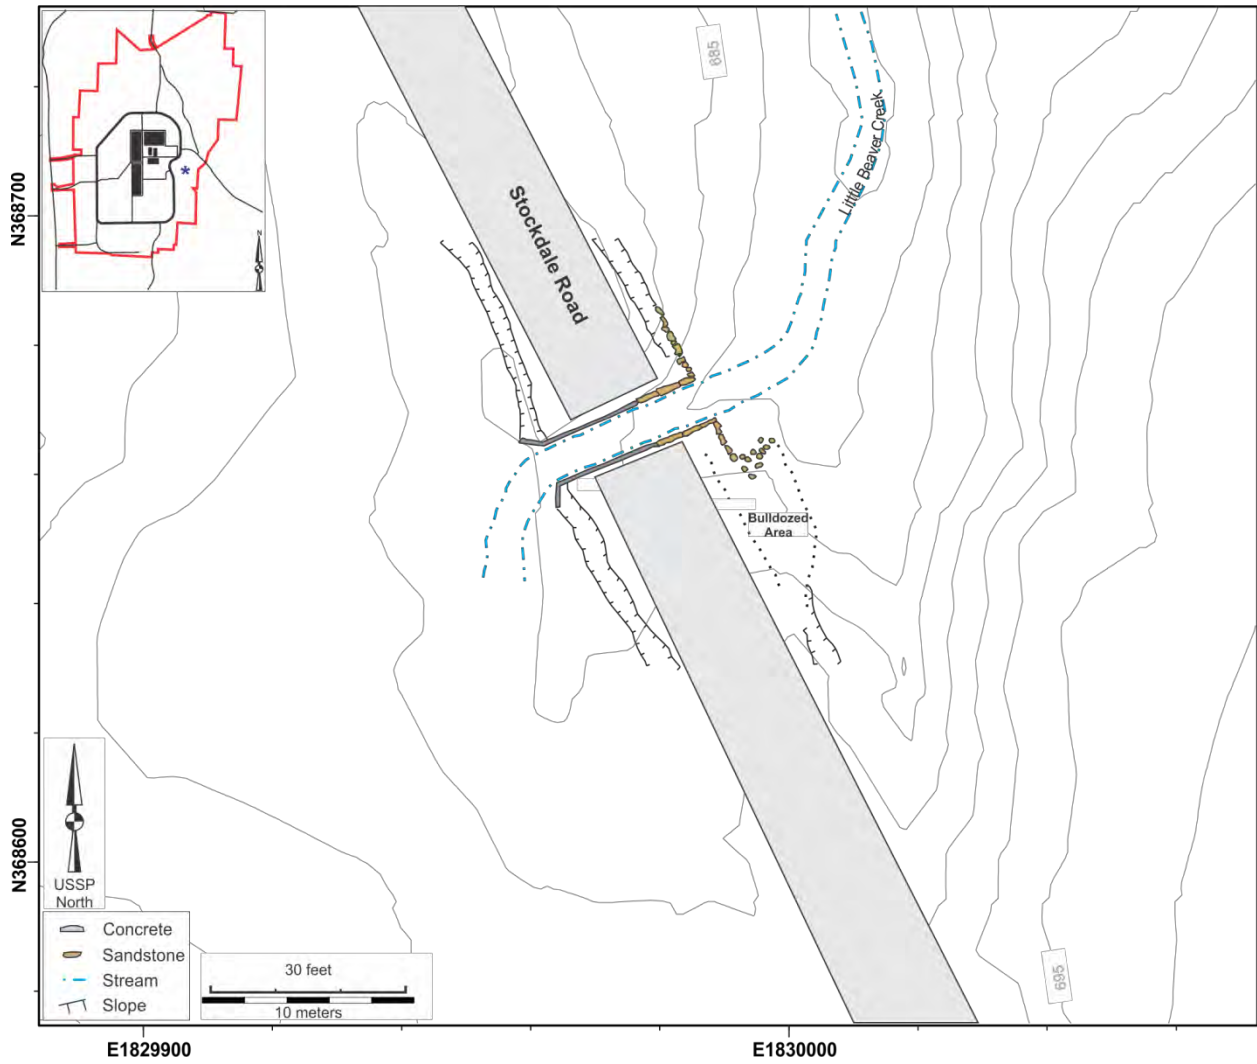 N
685
Little Beaver Creek
N368700
Stockdale Road
Bulldozed
Area
N368600
USSP
North
Concrete
Sandstone
Stream
Slope
30 feet
10 meters
695
E1829900
E1830000